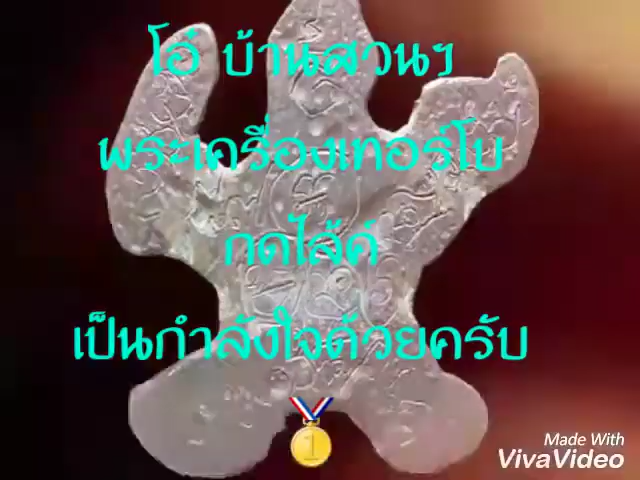 โอ๋ บ้านสวนฯ
พระเครื่องเทอร์โบ
กดไล้ค์
เป็นกำลังใจด้วยครับ
1
Made With
VivaVideo